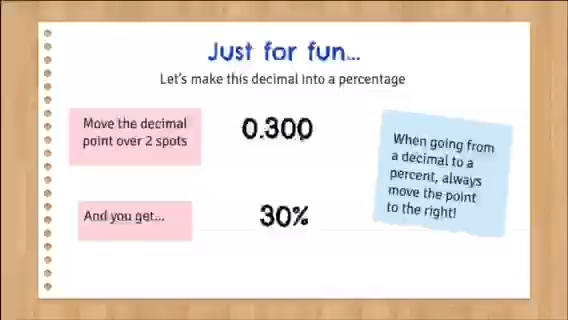 Just for fun...
Let's make this decimal into a percentage
Move the decimal
point over 2 spots
0.300
When going from
a decimal to a
percent, always
move the point
to the right!
And you get...
30%